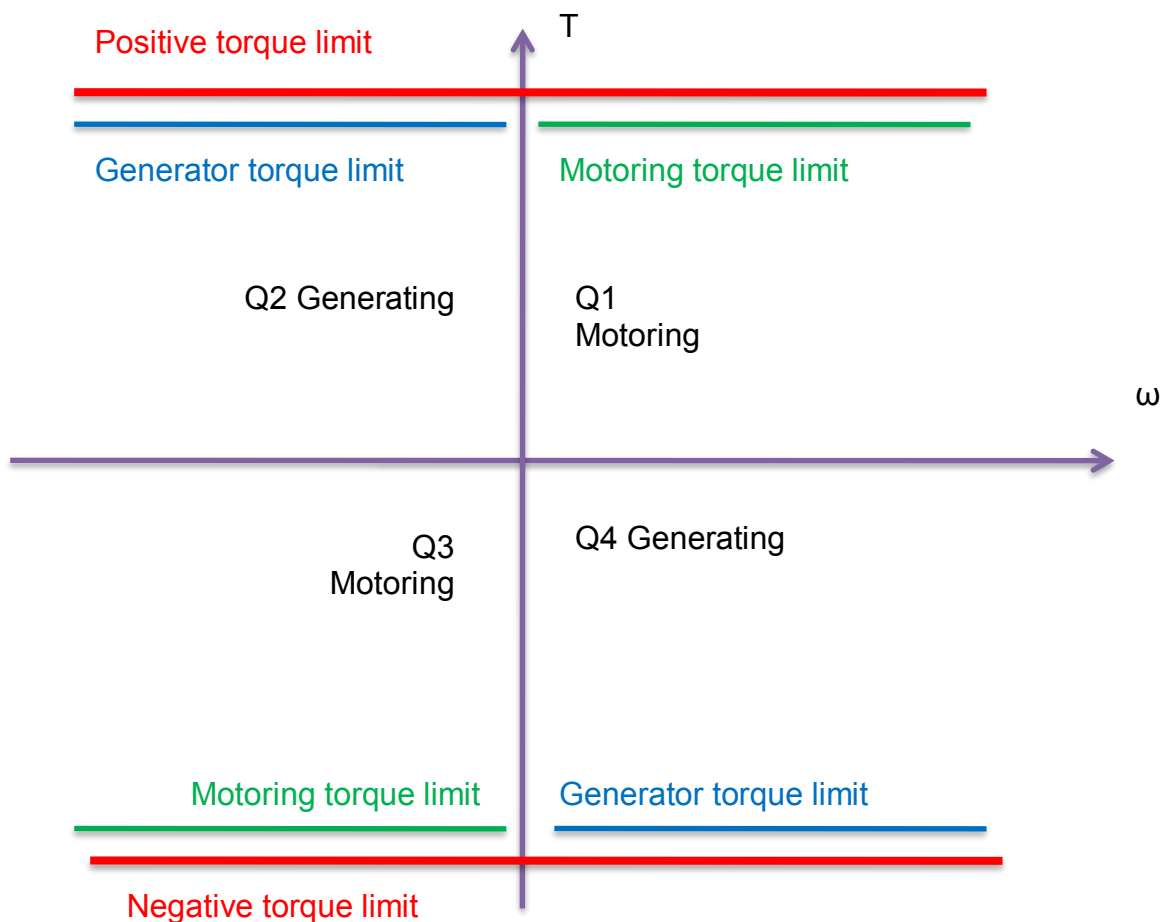 T
Positive torque limit
Generator torque limit
Motoring torque limit
Q2 Generating
Q1
Motoring
ω
Q3
Motoring
Q4 Generating
Motoring torque limit
Generator torque limit
Negative torque limit